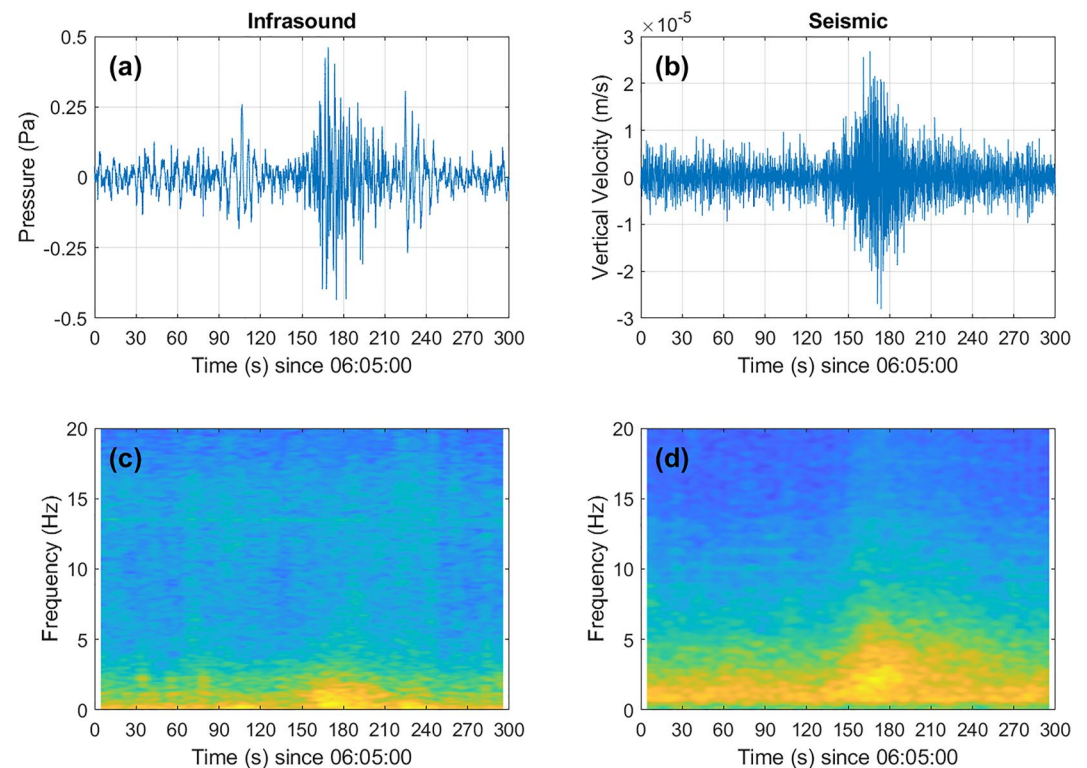 Infrasound
(a)
Pressure (Pa)
0.5
0.25
0
-0.25
-0.5
0 30 60 90 120 150 180 210 240 270 300
Time (s) since 06:05:00
Seismic
×10⁻⁵
(b)
Vertical Velocity (m/s)
3
2
1
0
-1
-2
-3
0 30 60 90 120 150 180 210 240 270 300
Time (s) since 06:05:00
(c)
Frequency (Hz)
20
15
10
5
0
0 30 60 90 120 150 180 210 240 270 300
Time (s) since 06:05:00
(d)
Frequency (Hz)
20
15
10
5
0
0 30 60 90 120 150 180 210 240 270 300
Time (s) since 06:05:00